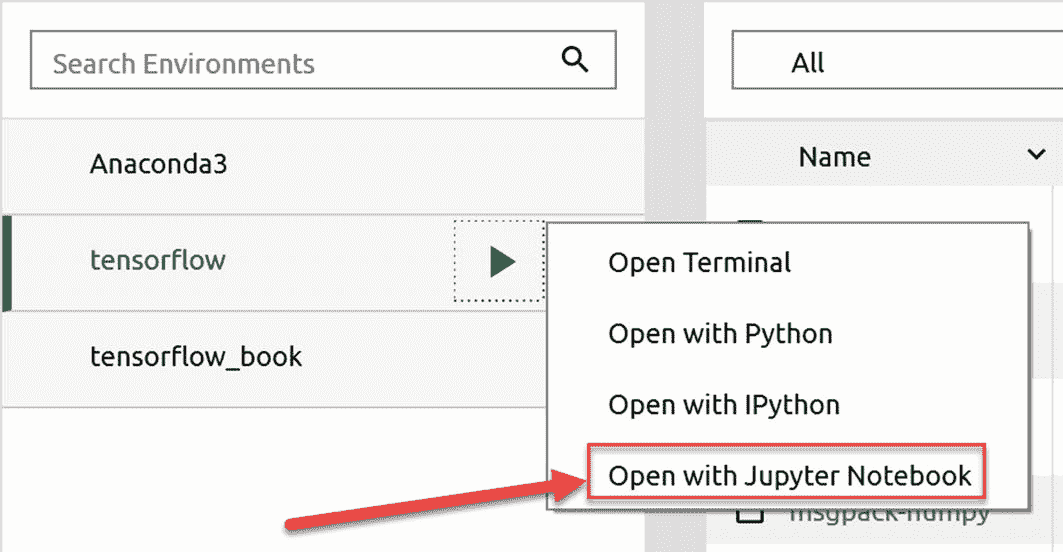 Search Environments
All
Name
Anaconda3
tensorflow
tensorflow_book
Open Terminal
Open with Python
Open with IPython
Open with Jupyter Notebook
msgpack-numpy